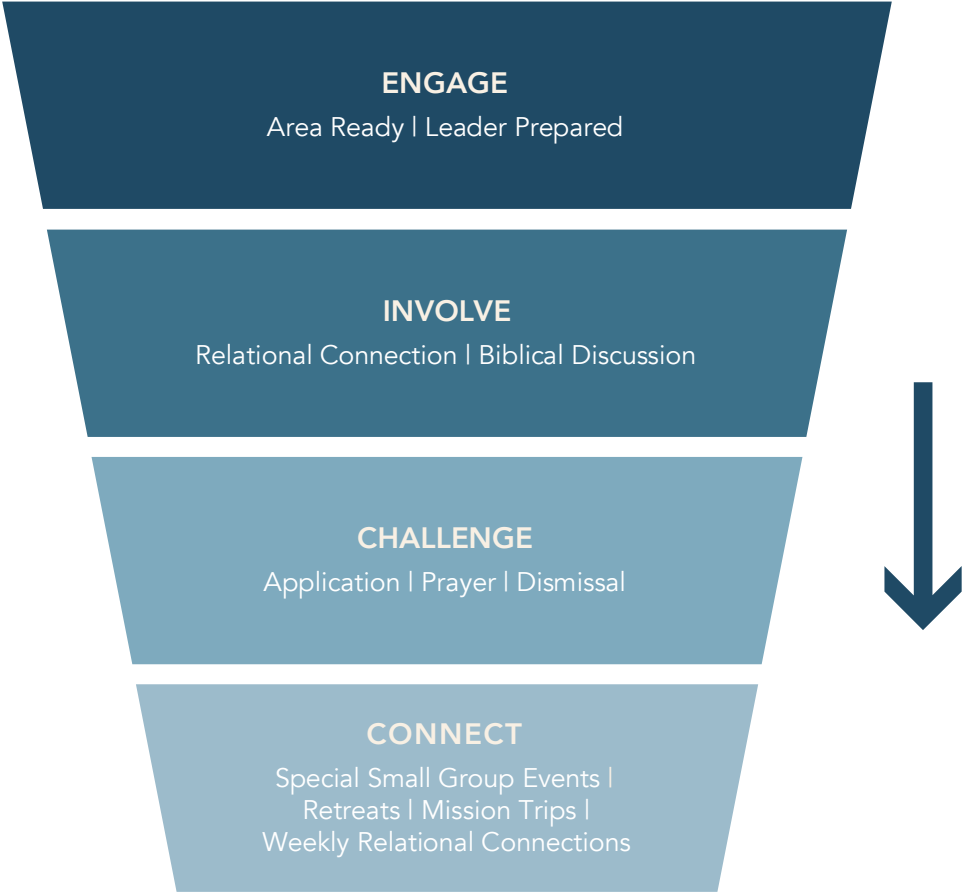 ENGAGE
Area Ready | Leader Prepared
INVOLVE
Relational Connection | Biblical Discussion
CHALLENGE
Application | Prayer | Dismissal
CONNECT
Special Small Group Events |
Retreats | Mission Trips |
Weekly Relational Connections